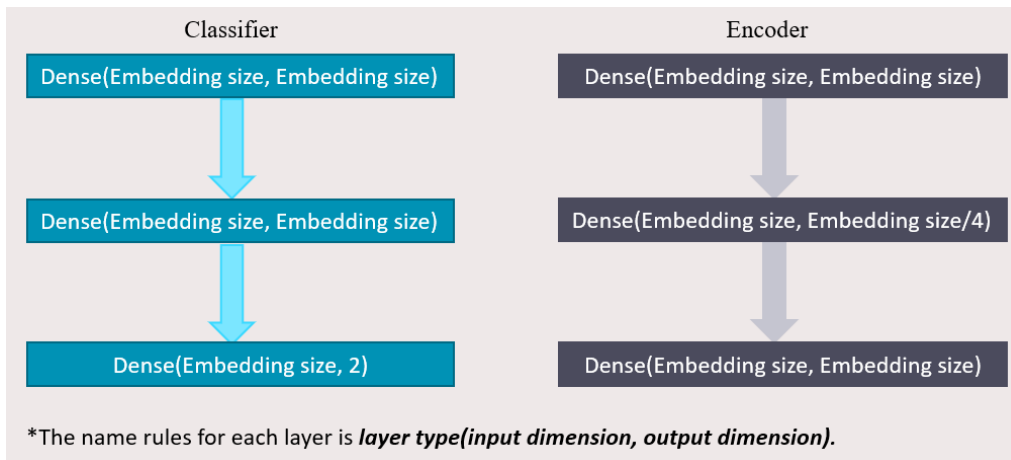 Classifier
Dense(Embedding size, Embedding size)
Dense(Embedding size, Embedding size)
Dense(Embedding size, 2)
Encoder
Dense(Embedding size, Embedding size)
Dense(Embedding size, Embedding size/4)
Dense(Embedding size, Embedding size)
*The name rules for each layer is layer type(input dimension, output dimension).